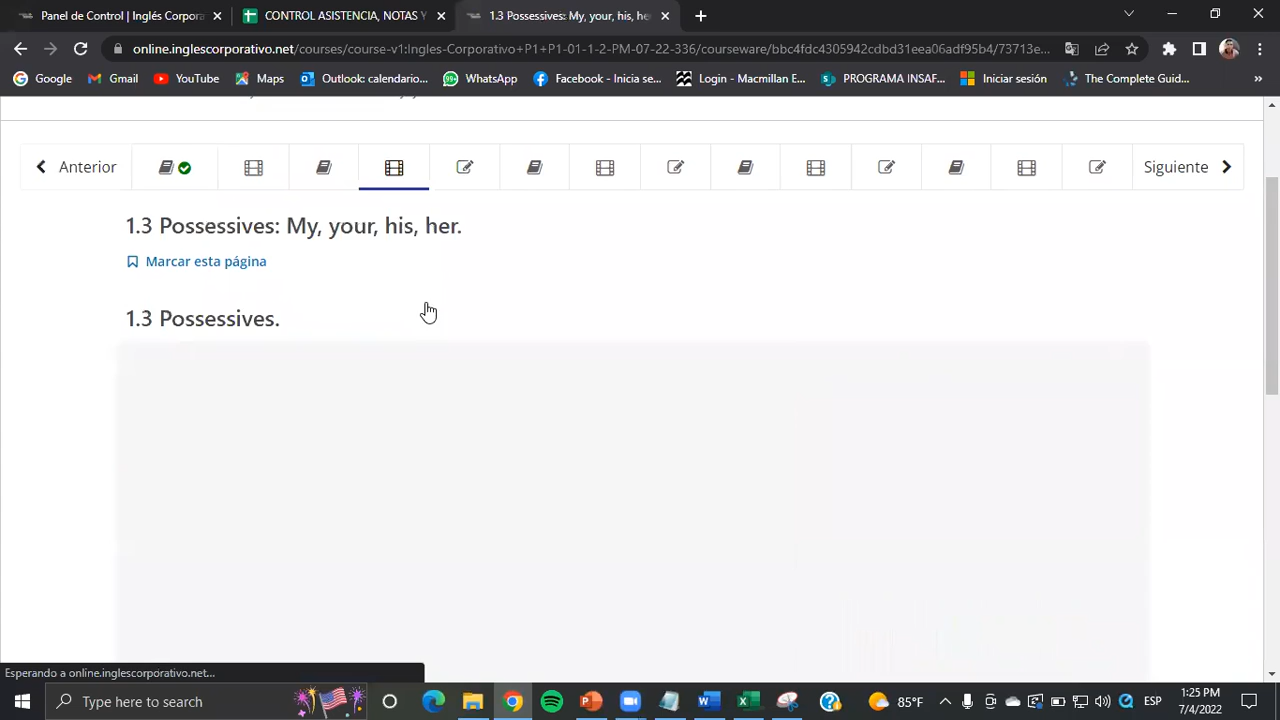 Panel de Control | Inglés Corpora
CONTROL ASISTENCIA, NOTAS Y
1.3 Possessives: My, your, his, he
online.inglescorporativo.net/courses/course-v1:Ingles-Corporativo+P1+P1-01-1-2-PM-07-22-336/courseware/bbc4fdc4305942cdbd31eea06adf95b4/73713e...
Google
Gmail
YouTube
Maps
Outlook: calendario...
WhatsApp
Facebook - Inicia se...
Login - Macmillan E...
PROGRAMA INSAF...
Iniciar sesión
The Complete Guid...
»
Anterior
Siguiente
1.3 Possessives: My, your, his, her.
Marcar esta página
1.3 Possessives.
Esperando a online.inglescorporativo.net...
Type here to search
85°F
ESP
1:25 PM
7/4/2022